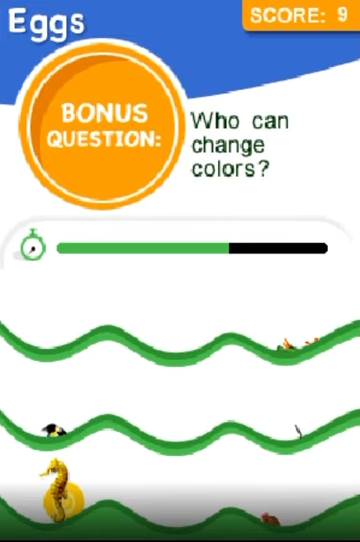 Eggs
SCORE: 9
BONUS
QUESTION:
Who can
change
colors?